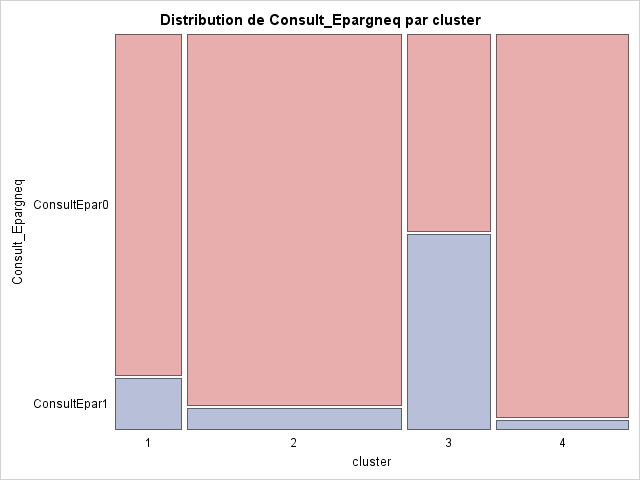 Distribution de Consult_Epargneq par cluster
Consult_Epargneq
ConsultEpar0
ConsultEpar1
1 2 3 4
cluster